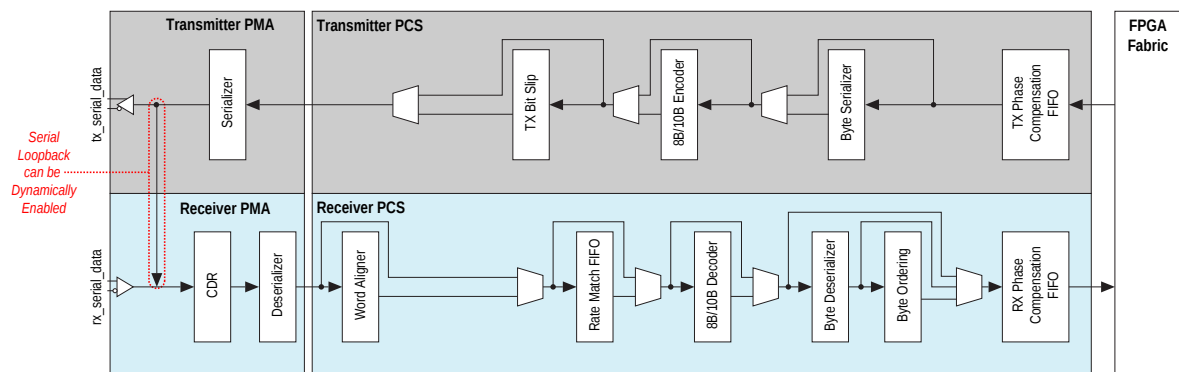 Transmitter PMA
Transmitter PCS
FPGA
Fabric
tx_serial_data
Serializer
TX Bit Slip
8B/10B Encoder
Byte Serializer
TX Phase
Compensation
FIFO
Serial
Loopback
can be
Dynamically
Enabled
Receiver PMA
Receiver PCS
rx_serial_data
CDR
Deserializer
Word Aligner
Rate Match FIFO
8B/10B Decoder
Byte Deserializer
Byte Ordering
RX Phase
Compensation
FIFO